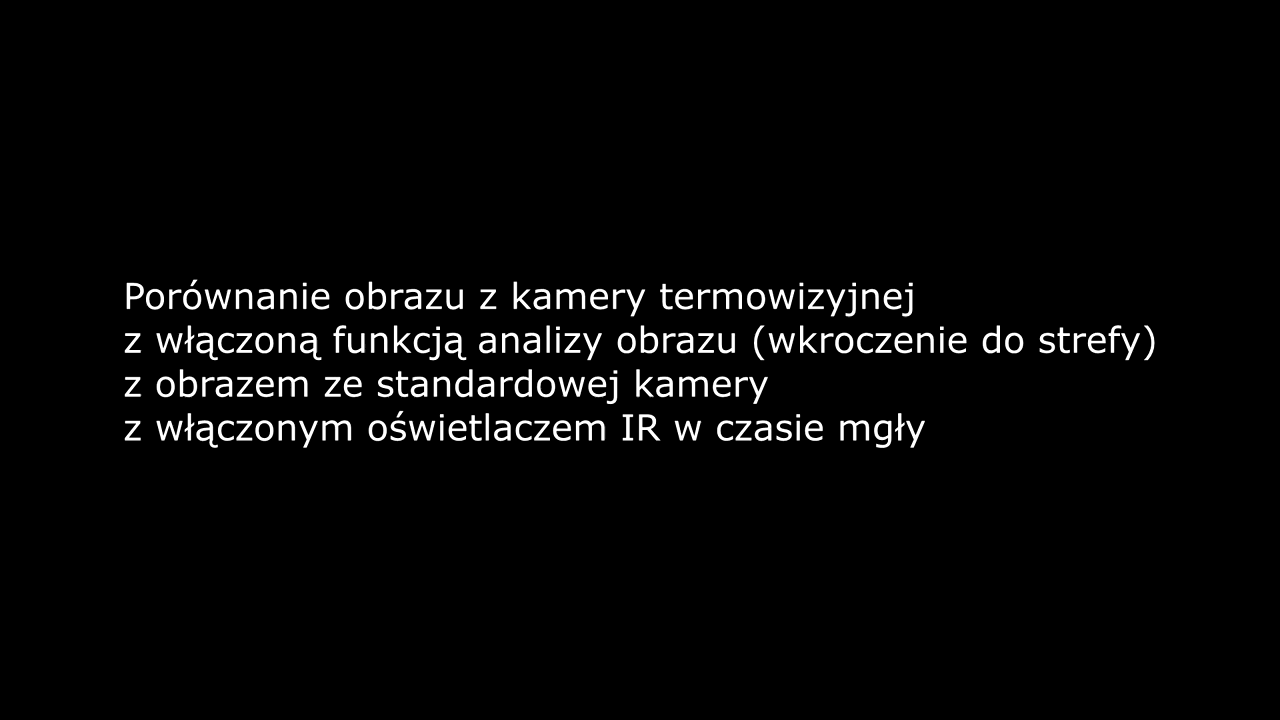 Porównanie obrazu z kamery termowizyjnej
z włączoną funkcją analizy obrazu (wkroczenie do strefy)
z obrazem ze standardowej kamery
z włączonym oświetlaczem IR w czasie mgły